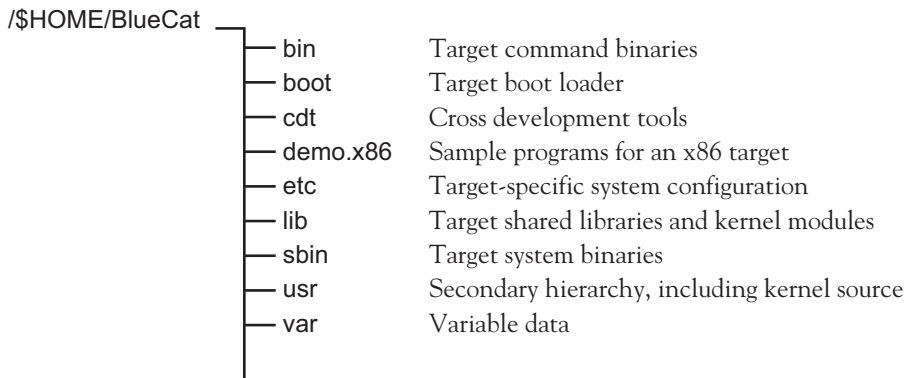 /$HOME/BlueCat
bin Target command binaries
boot Target boot loader
cdt Cross development tools
demo.x86 Sample programs for an x86 target
etc Target-specific system configuration
lib Target shared libraries and kernel modules
sbin Target system binaries
usr Secondary hierarchy, including kernel source
var Variable data